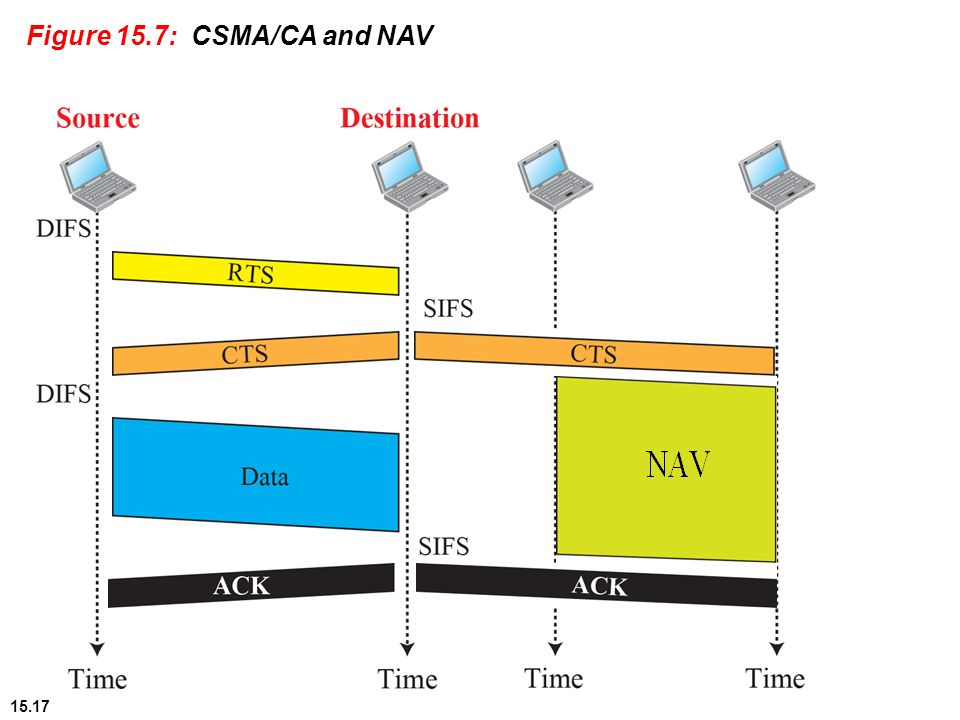 Figure 15.7: CSMA/CA and NAV
Source
Destination
DIFS
RTS
SIFS
CTS
CTS
DIFS
Data
NAV
SIFS
ACK
ACK
Time
Time
Time
Time
15.17